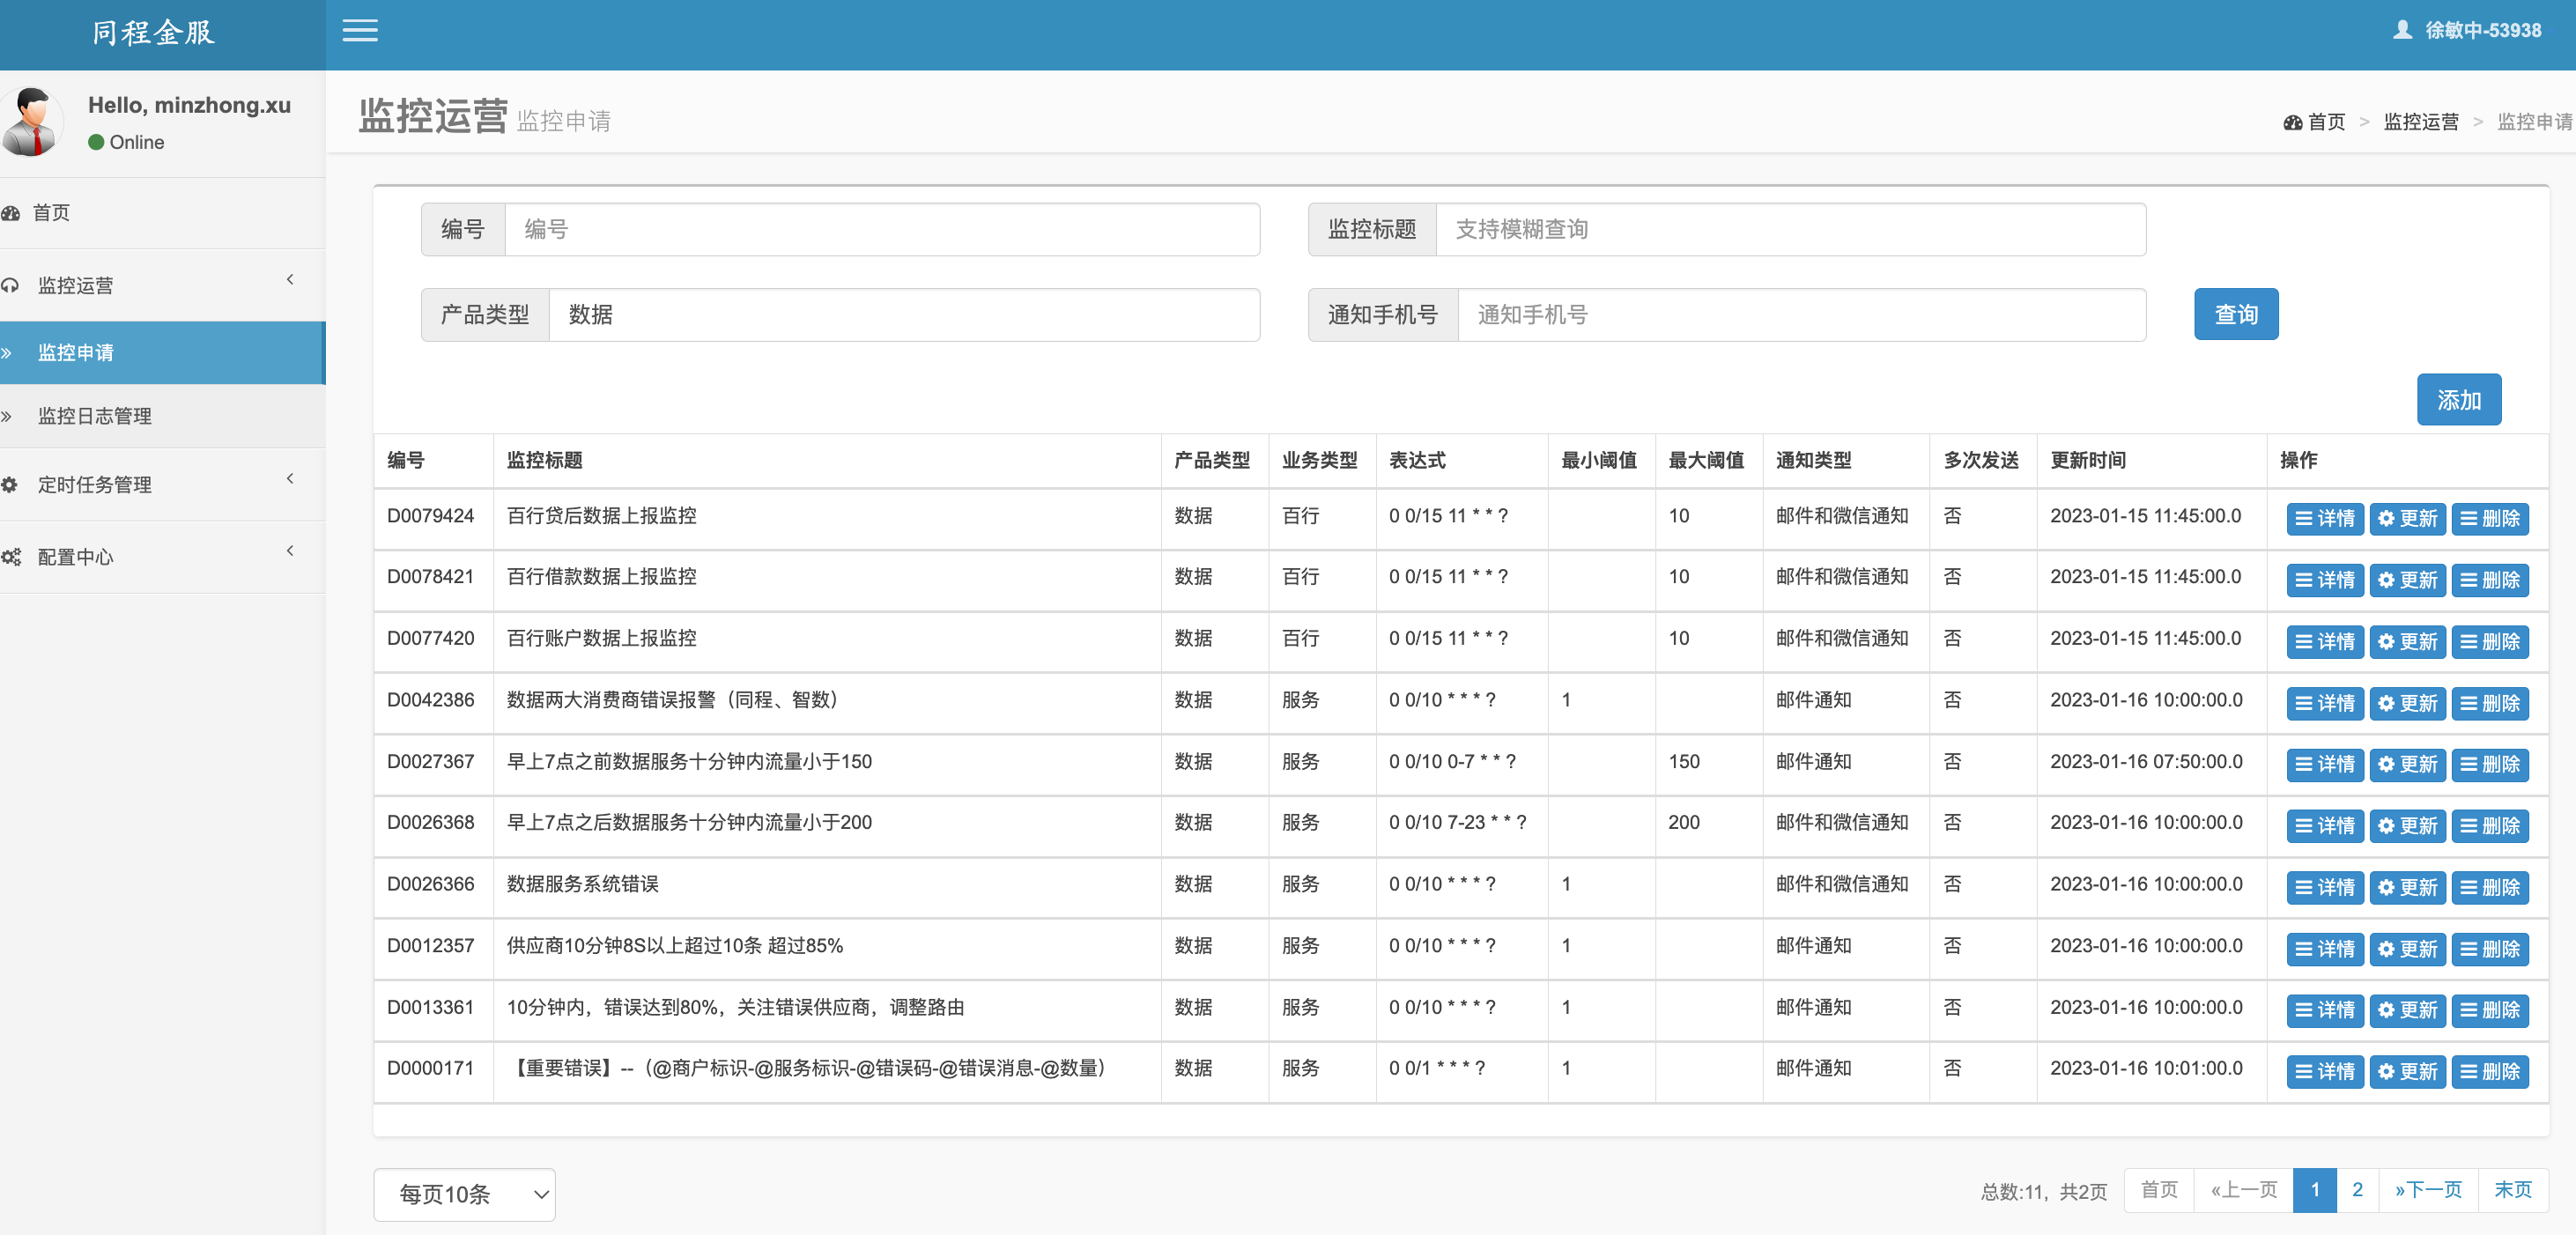 同程金服
徐敏中-53938
Hello, minzhong.xu
Online
首页
监控运营
监控申请
监控日志管理
定时任务管理
配置中心
监控运营 监控申请
首页 > 监控运营 > 监控申请
编号 编号 监控标题 支持模糊查询
产品类型 数据 通知手机号 通知手机号 查询
添加
编号 监控标题 产品类型 业务类型 表达式 最小阈值 最大阈值 通知类型 多次发送 更新时间 操作
D0079424 百行贷后数据上报监控 数据 百行 0 0/15 11 * * ? 10 邮件和微信通知 否 2023-01-15 11:45:00.0 详情 更新 删除
D0078421 百行借款数据上报监控 数据 百行 0 0/15 11 * * ? 10 邮件和微信通知 否 2023-01-15 11:45:00.0 详情 更新 删除
D0077420 百行账户数据上报监控 数据 百行 0 0/15 11 * * ? 10 邮件和微信通知 否 2023-01-15 11:45:00.0 详情 更新 删除
D0042386 数据两大消费商错误报警（同程、智数） 数据 服务 0 0/10 * * * ? 1 邮件通知 否 2023-01-16 10:00:00.0 详情 更新 删除
D0027367 早上7点之前数据服务十分钟内流量小于150 数据 服务 0 0/10 0-7 * * ? 150 邮件通知 否 2023-01-16 07:50:00.0 详情 更新 删除
D0026368 早上7点之后数据服务十分钟内流量小于200 数据 服务 0 0/10 7-23 * * ? 200 邮件和微信通知 否 2023-01-16 10:00:00.0 详情 更新 删除
D0026366 数据服务系统错误 数据 服务 0 0/10 * * * ? 1 邮件和微信通知 否 2023-01-16 10:00:00.0 详情 更新 删除
D0012357 供应商10分钟8S以上超过10条 超过85% 数据 服务 0 0/10 * * * ? 1 邮件通知 否 2023-01-16 10:00:00.0 详情 更新 删除
D0013361 10分钟内，错误达到80%，关注错误供应商，调整路由 数据 服务 0 0/10 * * * ? 1 邮件通知 否 2023-01-16 10:00:00.0 详情 更新 删除
D0000171 【重要错误】--（@商户标识-@服务标识-@错误码-@错误消息-@数量） 数据 服务 0 0/1 * * * ? 1 邮件通知 否 2023-01-16 10:01:00.0 详情 更新 删除
每页10条
总数:11，共2页 首页 «上一页 1 2 »下一页 末页